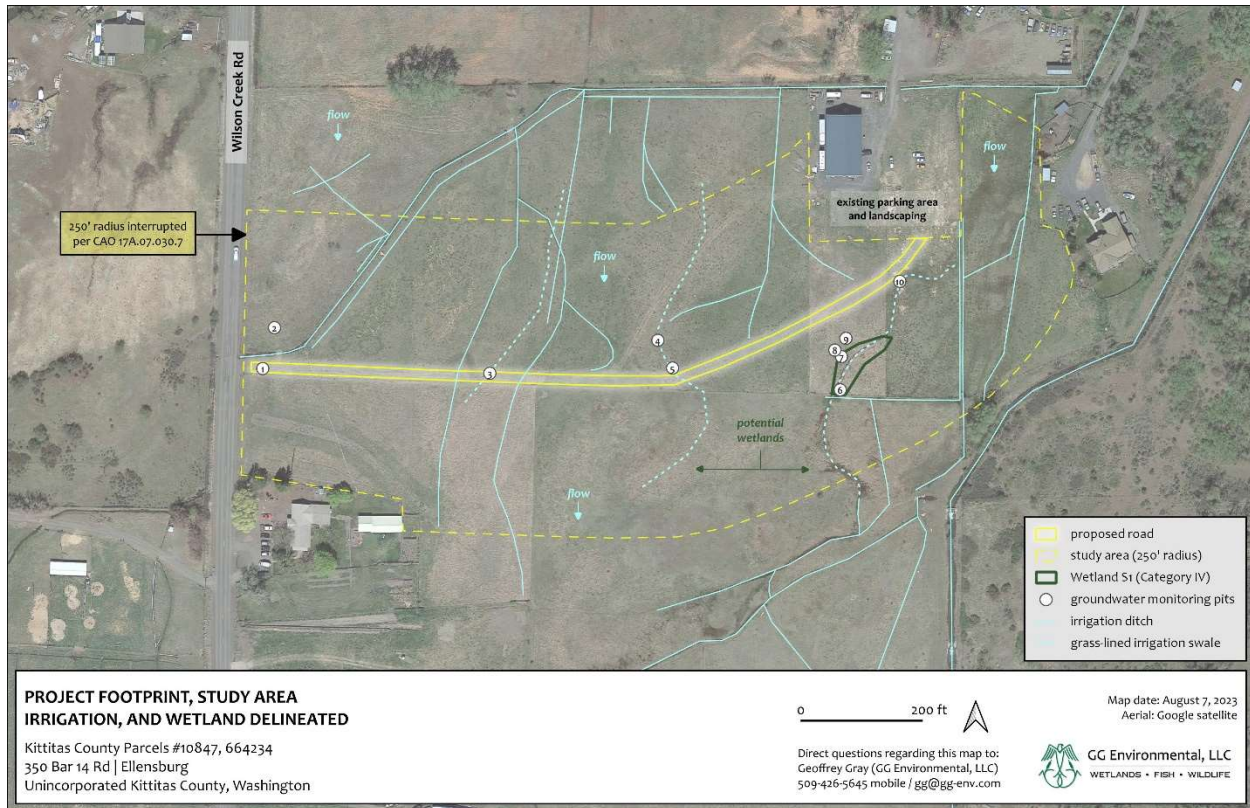 Wilson Creek Rd
flow
flow
existing parking area
and landscaping
250' radius interrupted
per CAO 17A.07.030.7
flow
10
2
4
9
8
7
1
3
5
6
potential
wetlands
flow
proposed road
study area (250' radius)
Wetland S1 (Category IV)
groundwater monitoring pits
irrigation ditch
grass-lined irrigation swale
PROJECT FOOTPRINT, STUDY AREA
IRRIGATION, AND WETLAND DELINEATED
Kittitas County Parcels #10847, 664234
350 Bar 14 Rd | Ellensburg
Unincorporated Kittitas County, Washington
0 200 ft
Direct questions regarding this map to:
Geoffrey Gray (GG Environmental, LLC)
509-426-5645 mobile / gg@gg-env.com
Map date: August 7, 2023
Aerial: Google satellite
GG Environmental, LLC
WETLANDS • FISH • WILDLIFE